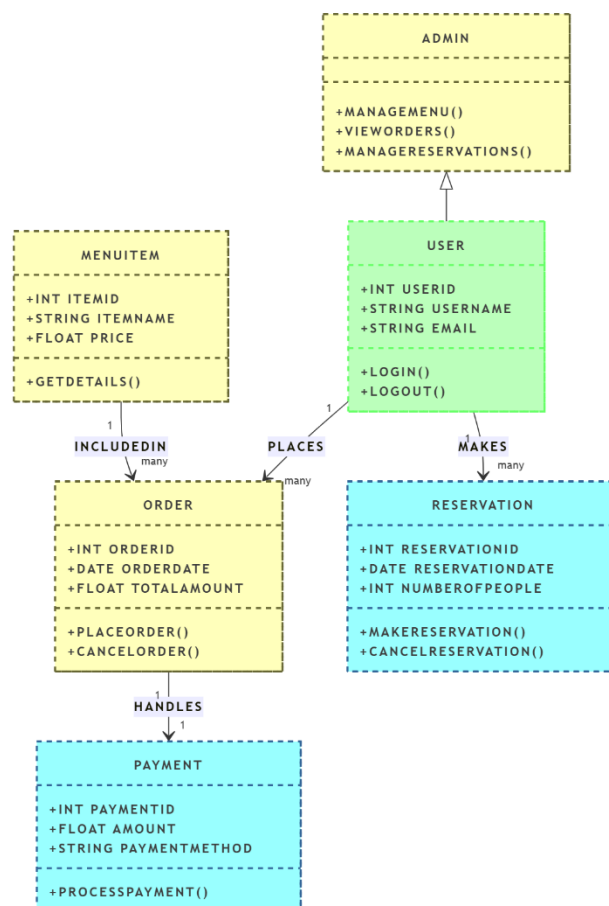 ADMIN
+MANAGEMENU()
+VIEWORDERS()
+MANAGERESERVATIONS()
MENUITEM
+INT ITEMID
+STRING ITEMNAME
+FLOAT PRICE
+GETDETAILS()
USER
+INT USERID
+STRING USERNAME
+STRING EMAIL
+LOGIN()
+LOGOUT()
1
INCLUDEDIN
many
1
PLACES
many
1
MAKES
many
ORDER
+INT ORDERID
+DATE ORDERDATE
+FLOAT TOTALAMOUNT
+PLACEORDER()
+CANCELORDER()
RESERVATION
+INT RESERVATIONID
+DATE RESERVATIONDATE
+INT NUMBEROFPEOPLE
+MAKERESERVATION()
+CANCELRESERVATION()
1
HANDLES
1
PAYMENT
+INT PAYMENTID
+FLOAT AMOUNT
+STRING PAYMENTMETHOD
+PROCESSPAYMENT()